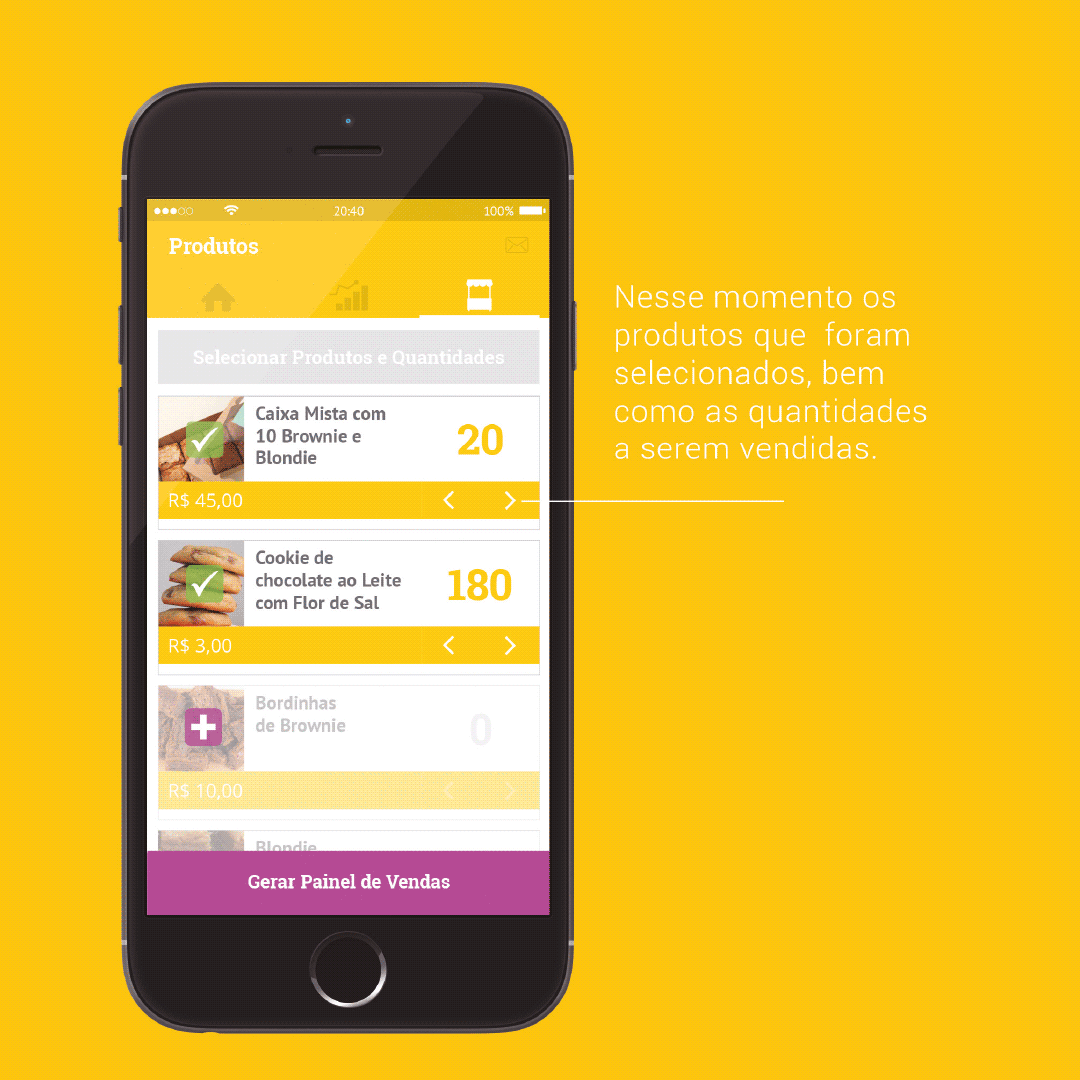 20:40
100%
Produtos
Selecionar Produtos e Quantidades
Caixa Mista com
10 Brownie e
Blondie
20
R$ 45,00
Cookie de
chocolate ao Leite
com Flor de Sal
180
R$ 3,00
Bordinhas
de Brownie
0
R$ 10,00
Blondie
Gerar Painel de Vendas
Nesse momento os
produtos que foram
selecionados, bem
como as quantidades
a serem vendidas.